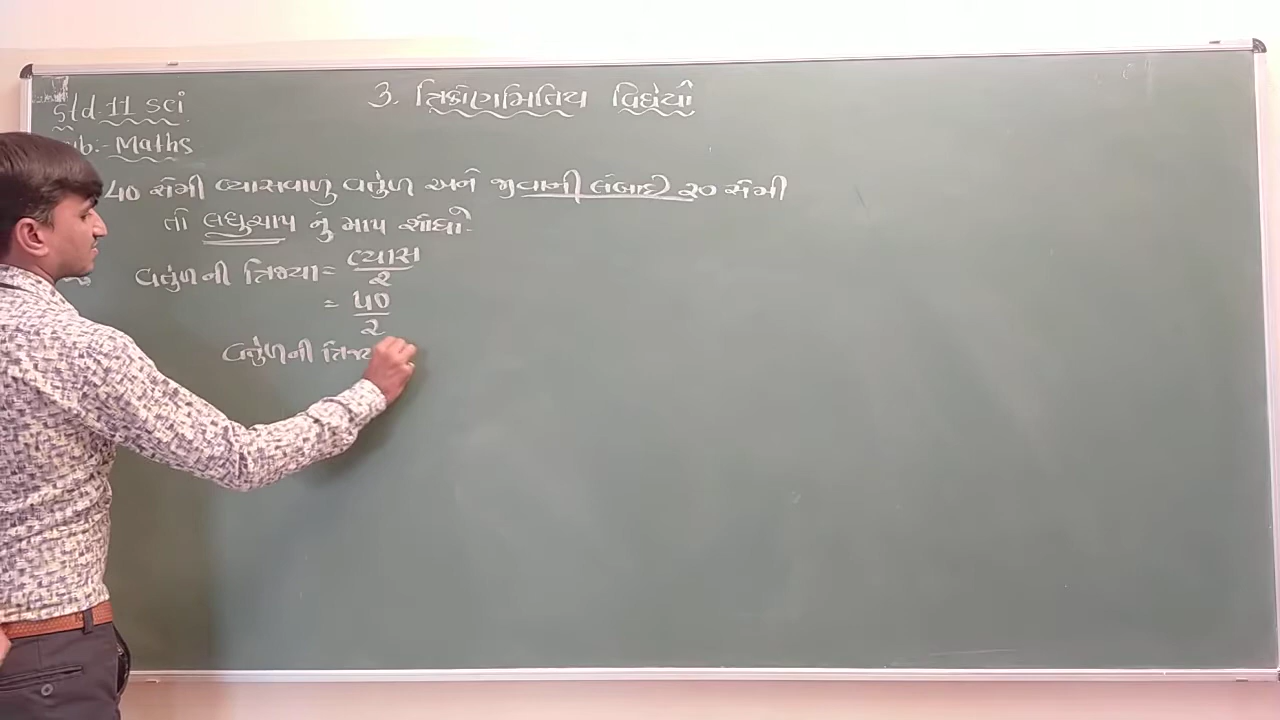 Std. 11 sci
3. ત્રિકોણમિતિય વિધેયો
ub:- Maths
40 સેમી વ્યાસવાળું વર્તુળ અને જીવાની લંબાઈ 20 સેમી
તો લઘુચાપ નું માપ શોધો.
વર્તુળની ત્રિજ્યા = વ્યાસ / 2
= 40 / 2
વર્તુળની ત્રિજ્ય